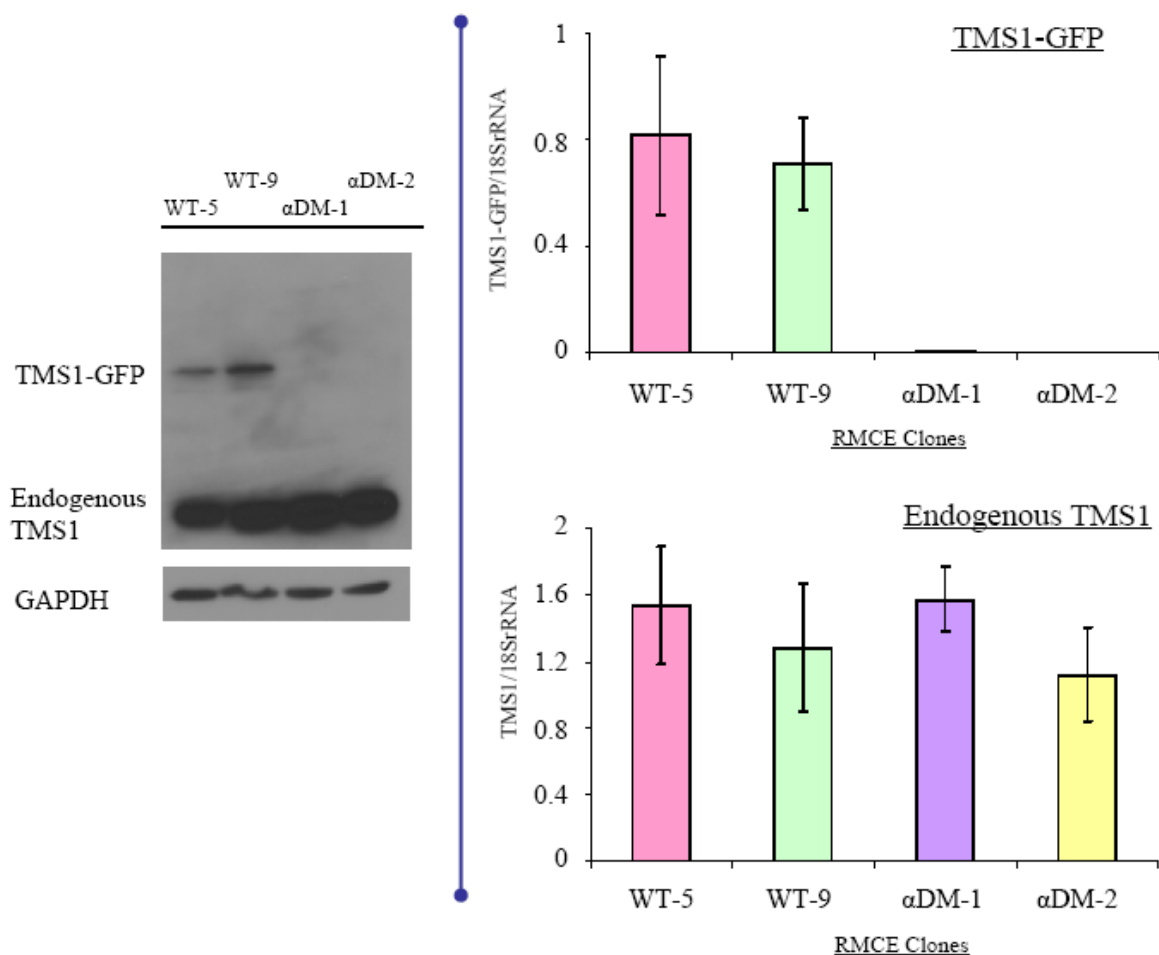 WT-9 αDM-2
WT-5 αDM-1
TMS1-GFP
Endogenous
TMS1
GAPDH
TMS1-GFP
TMS1-GFP/18SrRNA
1
0.8
0.4
0
WT-5 WT-9 αDM-1 αDM-2
RMCE Clones
Endogenous TMS1
TMS1/18SrRNA
2
1.6
1.2
0.8
0.4
0
WT-5 WT-9 αDM-1 αDM-2
RMCE Clones